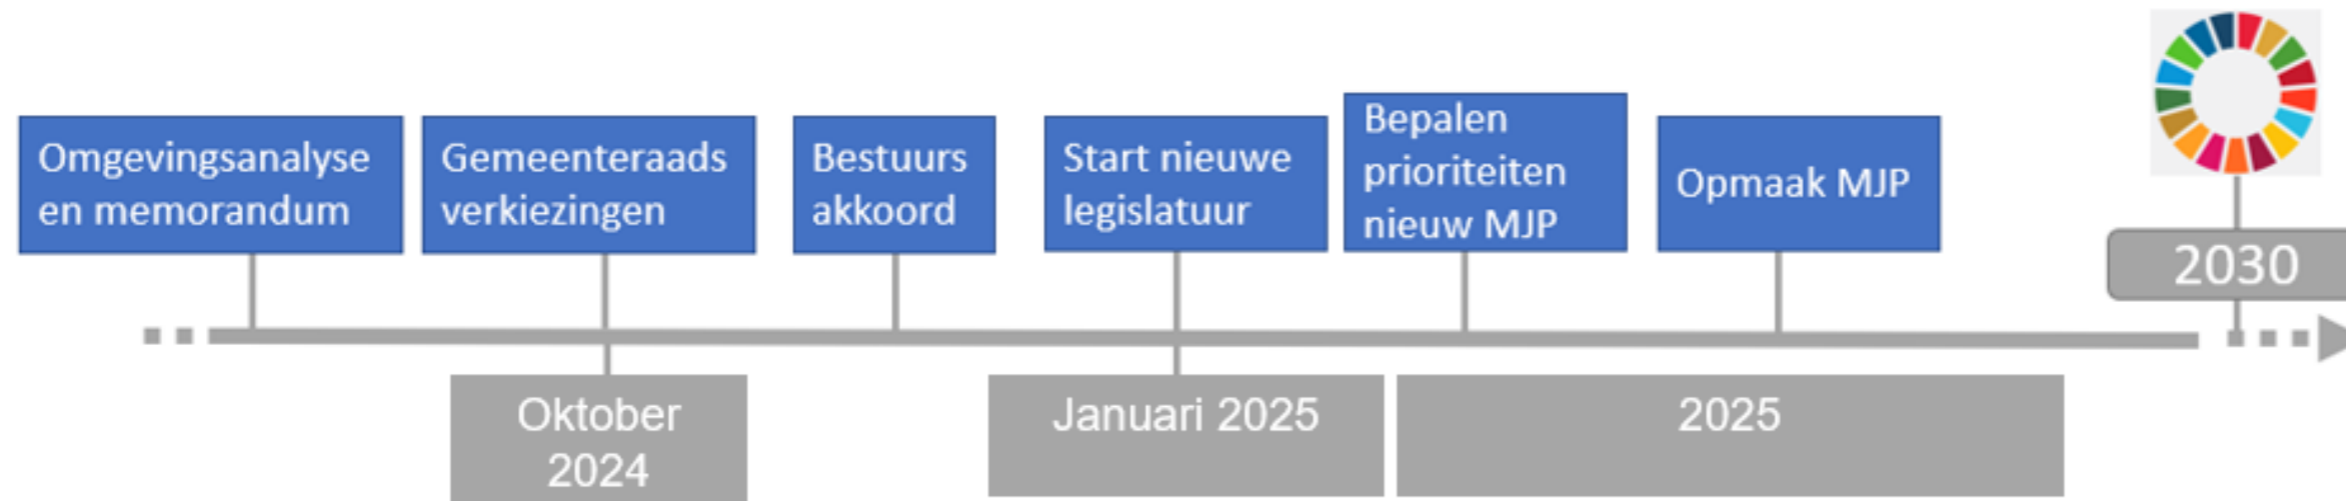 Omgevingsanalyse
en memorandum
Gemeenteraads
verkiezingen
Bestuurs
akkoord
Start nieuwe
legislatuur
Bepalen
prioriteiten
nieuw MJP
Opmaak MJP
2030
Oktober
2024
Januari 2025
2025